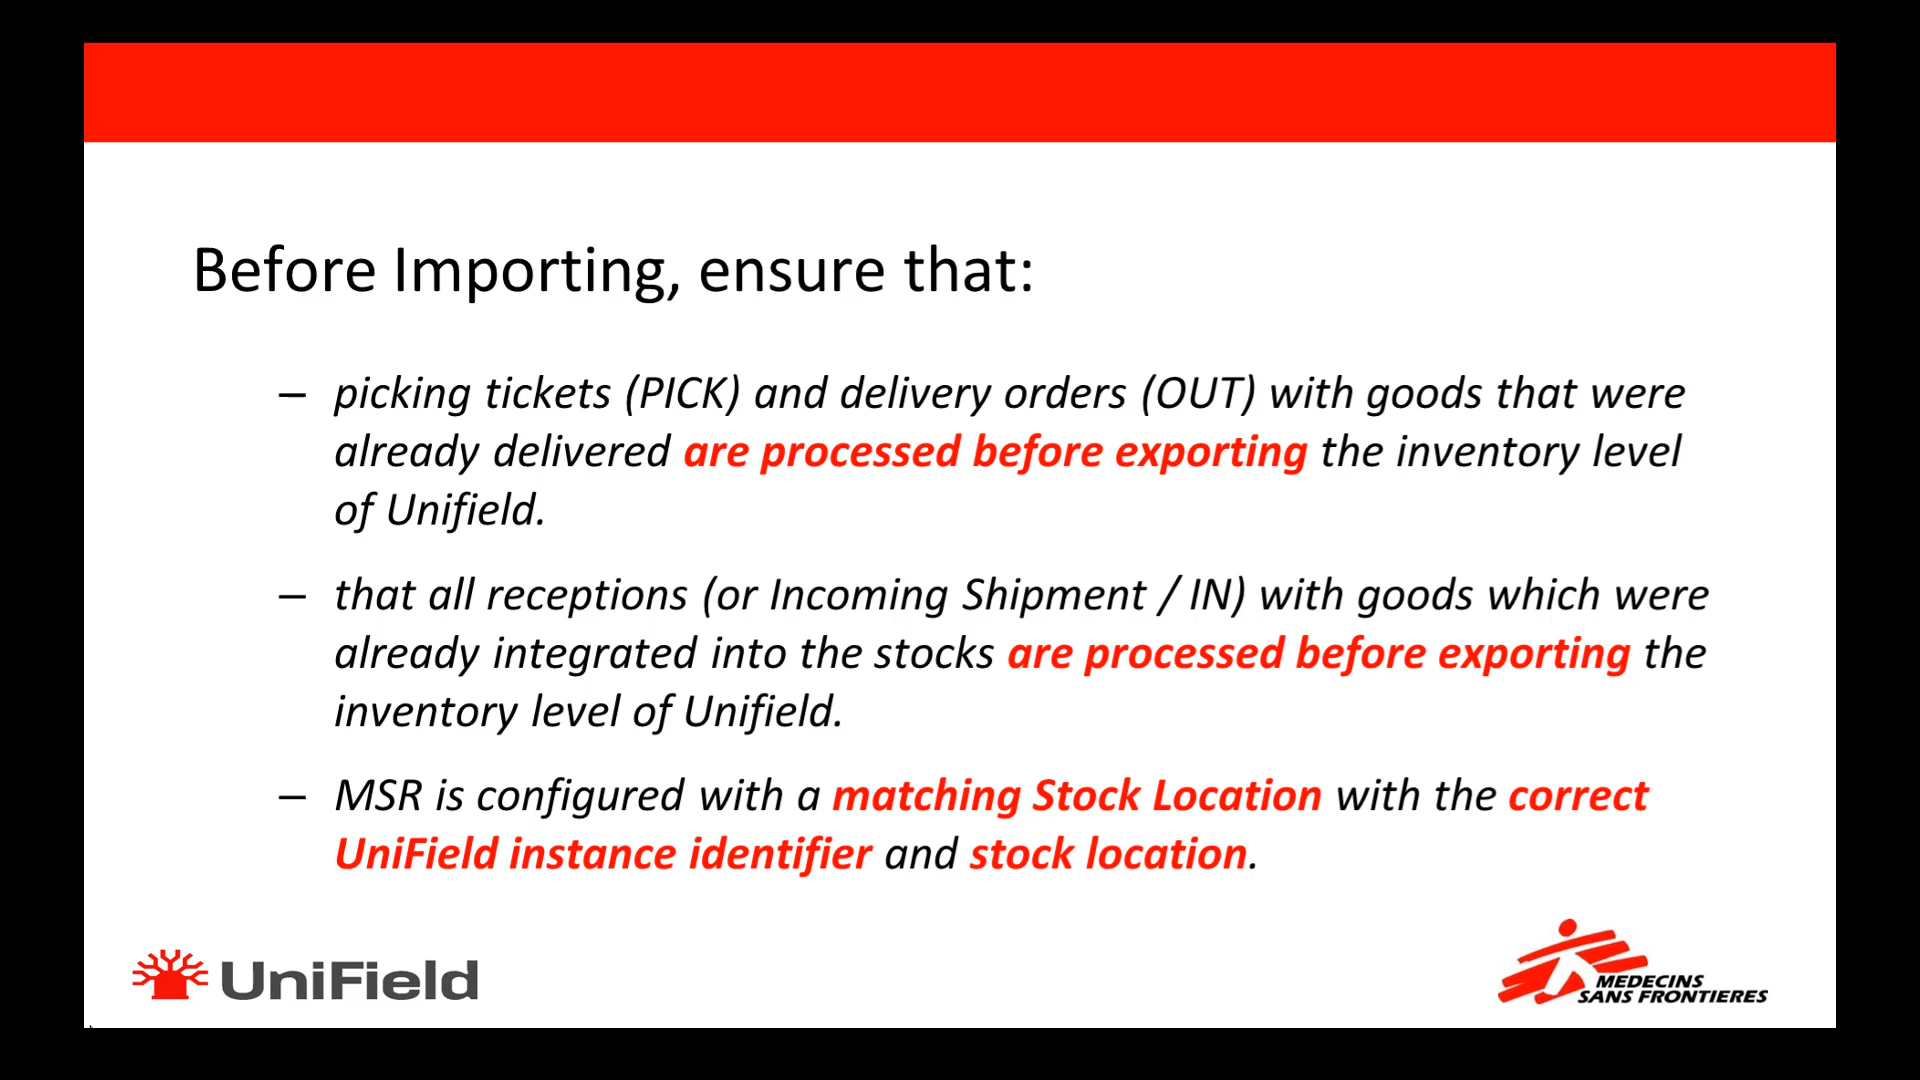 Before Importing, ensure that:
– picking tickets (PICK) and delivery orders (OUT) with goods that were
already delivered are processed before exporting the inventory level
of Unifield.
– that all receptions (or Incoming Shipment / IN) with goods which were
already integrated into the stocks are processed before exporting the
inventory level of Unifield.
– MSR is configured with a matching Stock Location with the correct
UniField instance identifier and stock location.
UniField
MEDECINS
SANS FRONTIERES